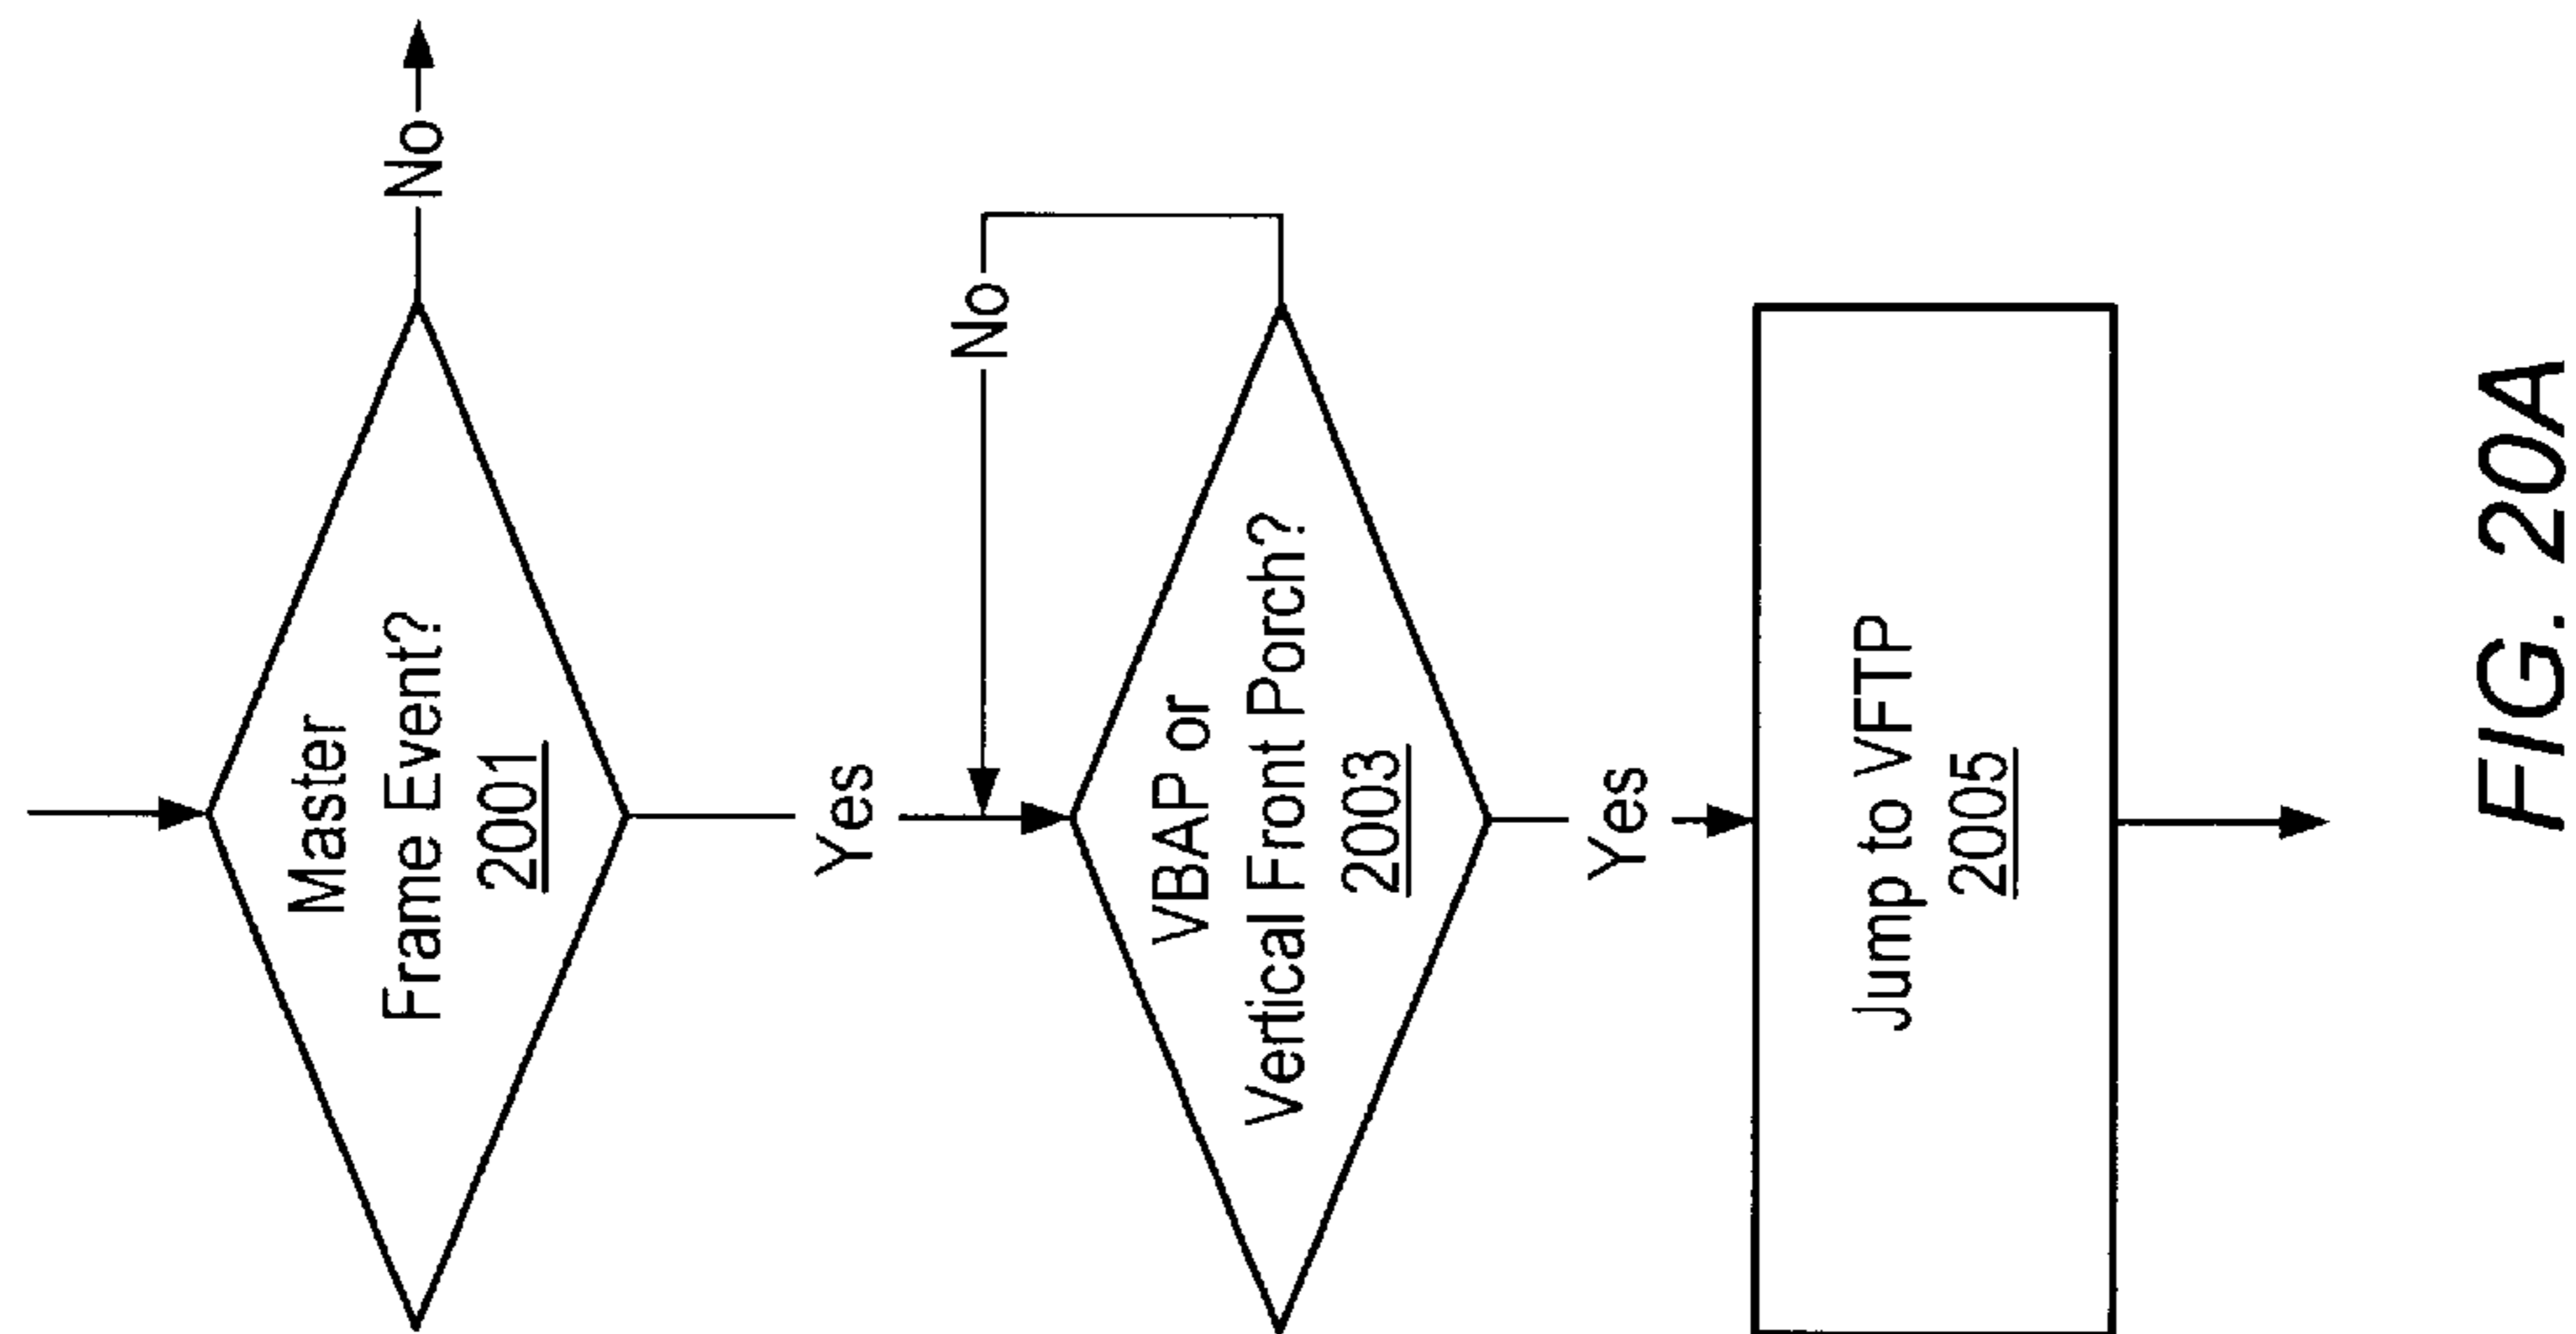 Master
Frame Event?
2001
No
Yes
No
VBAP or
Vertical Front Porch?
2003
Yes
Jump to VFTP
2005
FIG. 20A